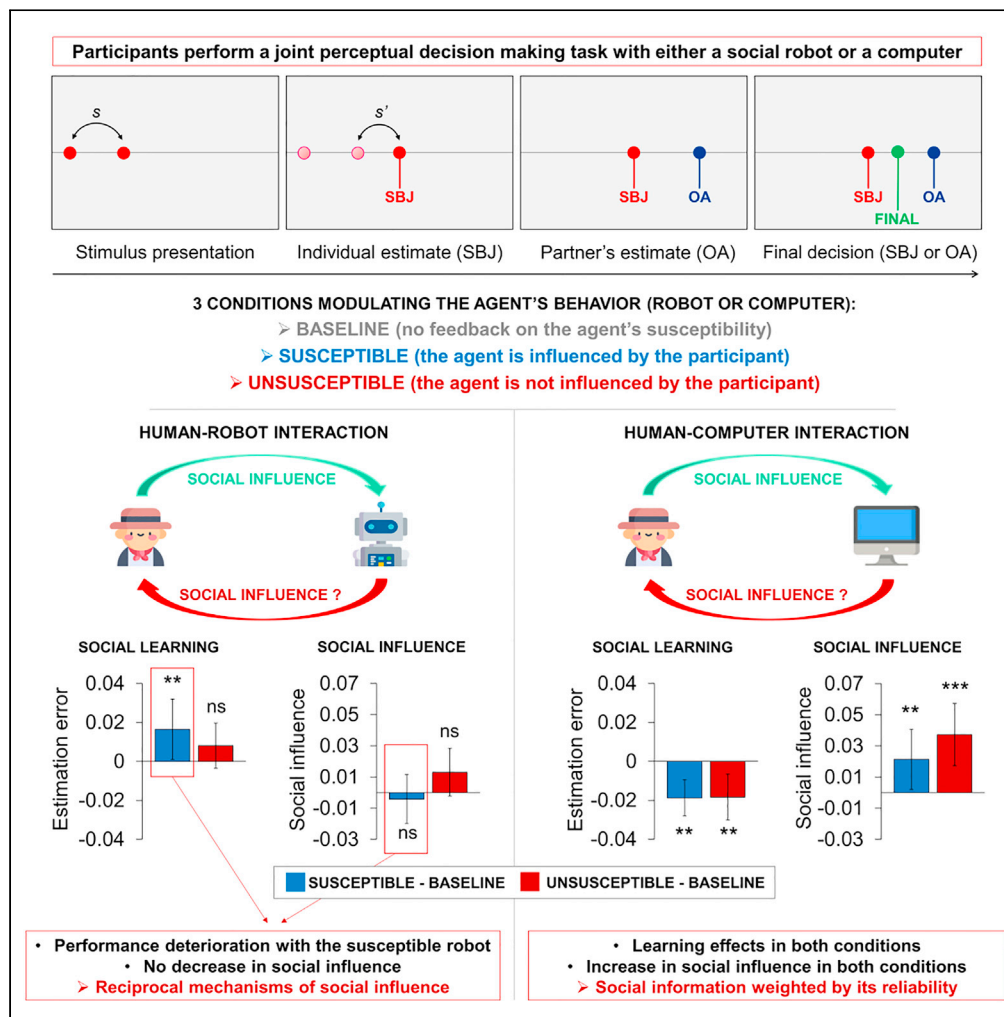 Participants perform a joint perceptual decision making task with either a social robot or a computer
s
s'
SBJ
SBJ
OA
SBJ
OA
FINAL
Stimulus presentation
Individual estimate (SBJ)
Partner's estimate (OA)
Final decision (SBJ or OA)
3 CONDITIONS MODULATING THE AGENT'S BEHAVIOR (ROBOT OR COMPUTER):
➢ BASELINE (no feedback on the agent's susceptibility)
➢ SUSCEPTIBLE (the agent is influenced by the participant)
➢ UNSUSCEPTIBLE (the agent is not influenced by the participant)
HUMAN-ROBOT INTERACTION
SOCIAL INFLUENCE
SOCIAL INFLUENCE ?
SOCIAL LEARNING
Estimation error
0.04
0.02
0
-0.02
-0.04
**
ns
SOCIAL INFLUENCE
Social influence
0.07
0.05
0.03
0.01
-0.01
-0.03
ns
ns
HUMAN-COMPUTER INTERACTION
SOCIAL INFLUENCE
SOCIAL INFLUENCE ?
SOCIAL LEARNING
Estimation error
0.04
0.02
0
-0.02
-0.04
**
**
SOCIAL INFLUENCE
Social influence
0.07
0.05
0.03
0.01
-0.01
-0.03
**
***
SUSCEPTIBLE - BASELINE
UNSUSCEPTIBLE - BASELINE
• Performance deterioration with the susceptible robot
• No decrease in social influence
➢ Reciprocal mechanisms of social influence
• Learning effects in both conditions
• Increase in social influence in both conditions
➢ Social information weighted by its reliability